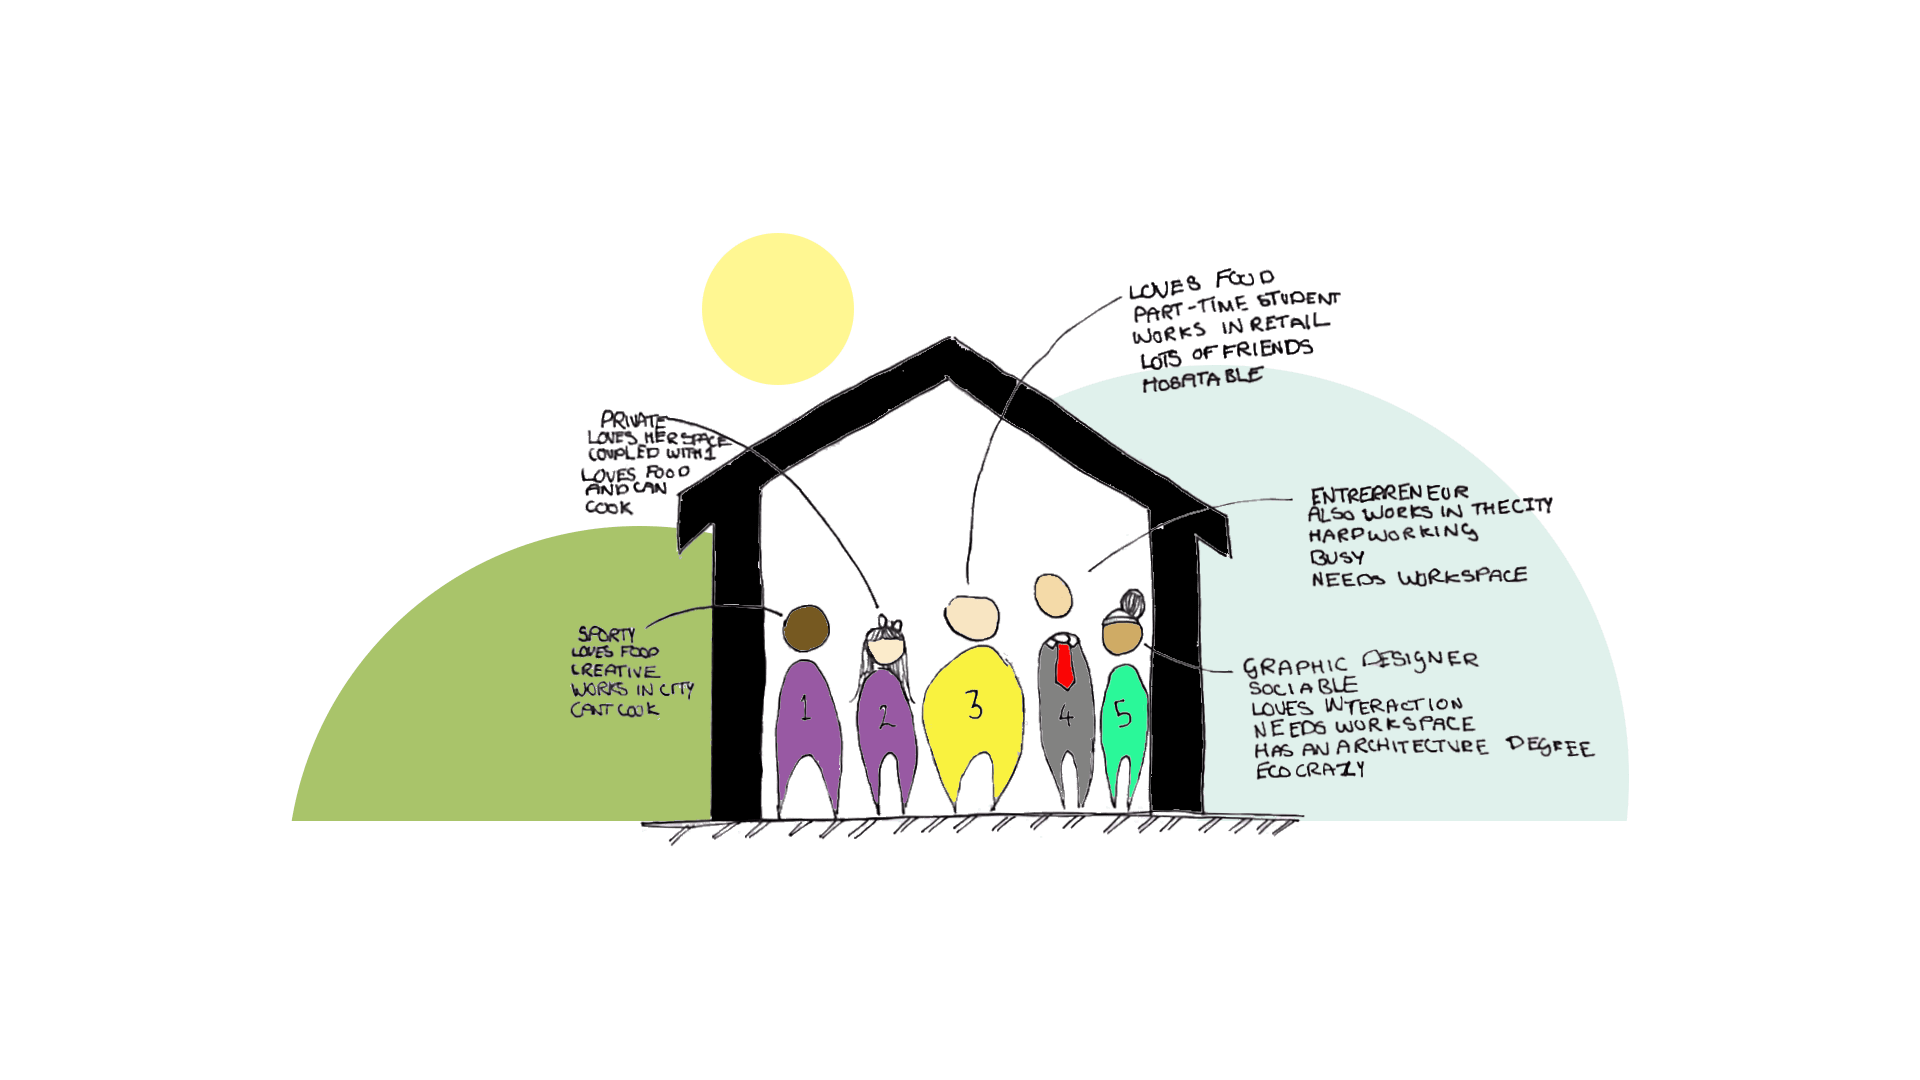 LOVES FOOD
PART-TIME STUDENT
WORKS IN RETAIL
LOTS OF FRIENDS
HOSPITABLE
PRIVATE
LOVES HER SPACE
COUPLED WITH 1
LOVES FOOD
AND CAN
COOK
ENTREPRENEUR
ALSO WORKS IN THE CITY
HARDWORKING
BUSY
NEEDS WORKSPACE
SPORTY
LOVES FOOD
CREATIVE
WORKS IN CITY
CANT COOK
GRAPHIC DESIGNER
SOCIABLE
LOVES INTERACTION
NEEDS WORKSPACE
HAS AN ARCHITECTURE DEGREE
ECO CRAZY
1
2
3
4
5